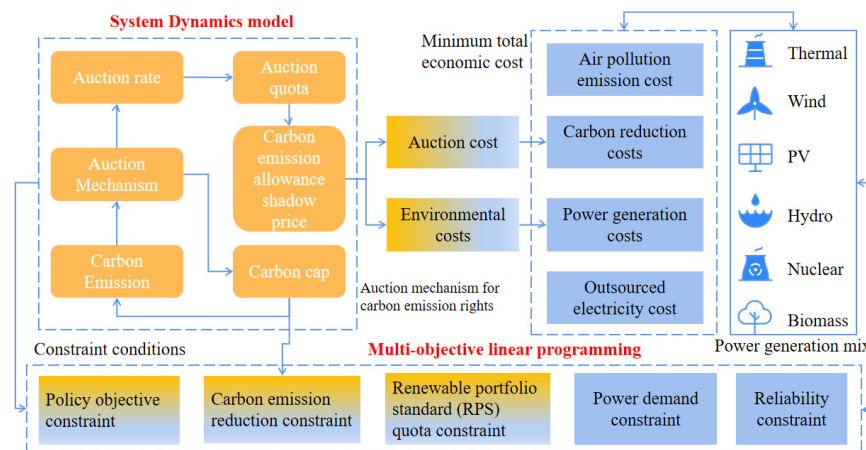 System Dynamics model
Auction rate
Auction
quota
Auction
Mechanism
Carbon
emission
allowance
shadow
price
Carbon
Emission
Carbon cap
Auction mechanism for
carbon emission rights
Auction cost
Environmental
costs
Minimum total
economic cost
Air pollution
emission cost
Carbon reduction
costs
Power generation
costs
Outsourced
electricity cost
Thermal
Wind
PV
Hydro
Nuclear
Biomass
Power generation mix
Constraint conditions
Multi-objective linear programming
Policy objective
constraint
Carbon emission
reduction constraint
Renewable portfolio
standard (RPS)
quota constraint
Power demand
constraint
Reliability
constraint